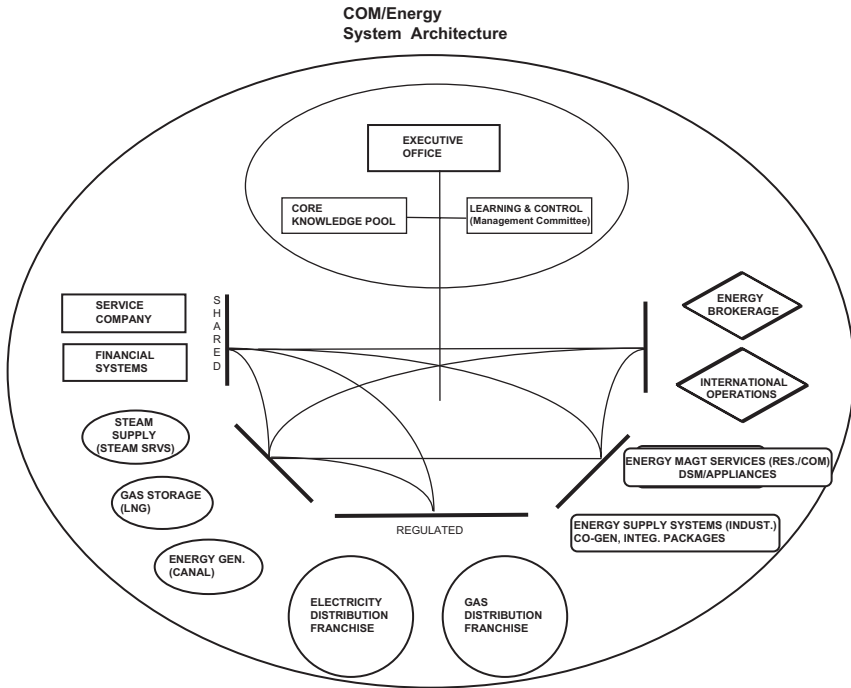 COM/Energy
System Architecture
EXECUTIVE
OFFICE
CORE
KNOWLEDGE POOL
LEARNING & CONTROL
(Management Committee)
SERVICE
COMPANY
FINANCIAL
SYSTEMS
SHARED
ENERGY
BROKERAGE
INTERNATIONAL
OPERATIONS
STEAM
SUPPLY
(STEAM SRVS)
GAS STORAGE
(LNG)
ENERGY GEN.
(CANAL)
REGULATED
ENERGY MAGT SERVICES (RES./COM)
DSM/APPLIANCES
ENERGY SUPPLY SYSTEMS (INDUST.)
CO-GEN, INTEG. PACKAGES
ELECTRICITY
DISTRIBUTION
FRANCHISE
GAS
DISTRIBUTION
FRANCHISE